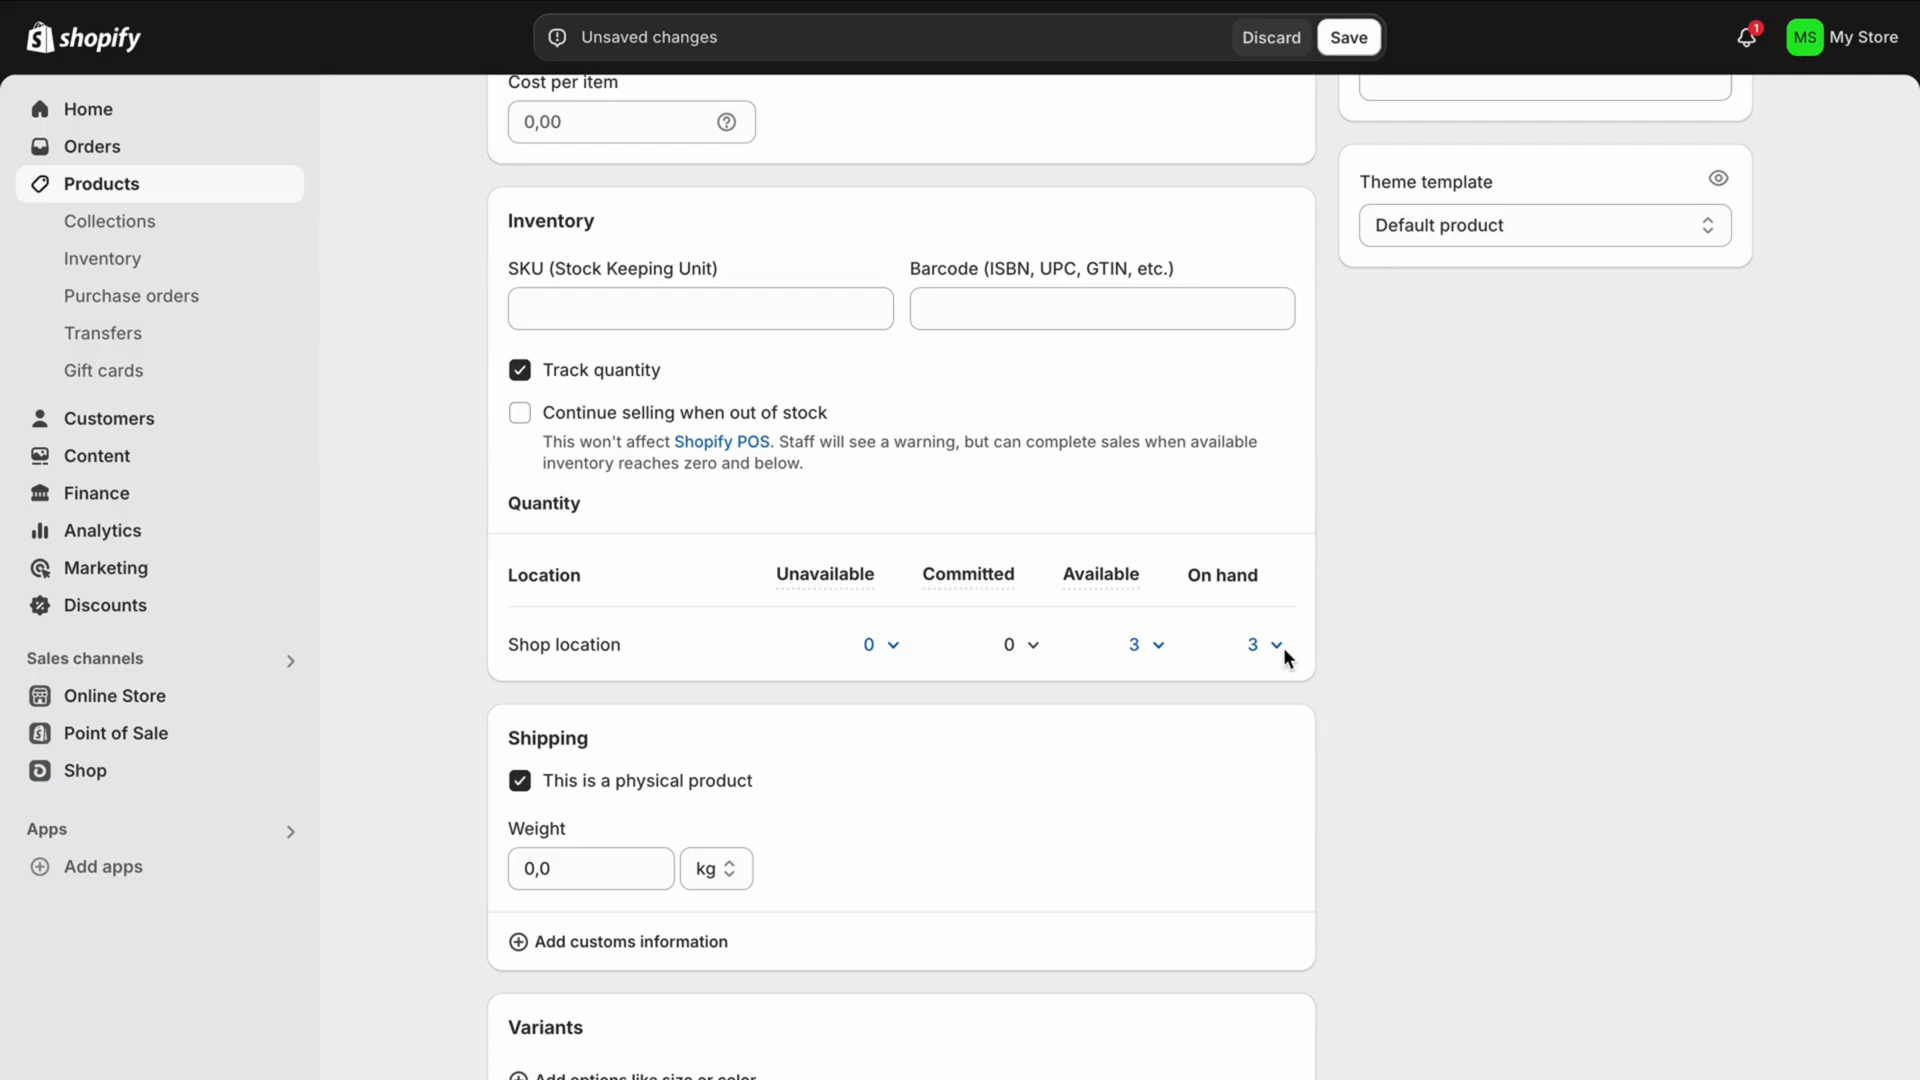 shopify
Unsaved changes
Discard
Save
1
MS
My Store
Home
Orders
Products
Collections
Inventory
Purchase orders
Transfers
Gift cards
Customers
Content
Finance
Analytics
Marketing
Discounts
Sales channels
Online Store
Point of Sale
Shop
Apps
Add apps
Cost per item
0,00
Inventory
SKU (Stock Keeping Unit)
Barcode (ISBN, UPC, GTIN, etc.)
Track quantity
Continue selling when out of stock
This won't affect Shopify POS. Staff will see a warning, but can complete sales when available
inventory reaches zero and below.
Quantity
Location Unavailable Committed Available On hand
Shop location 0 0 3 3
Shipping
This is a physical product
Weight
0,0 kg
Add customs information
Variants
Add options like size or color
Theme template
Default product